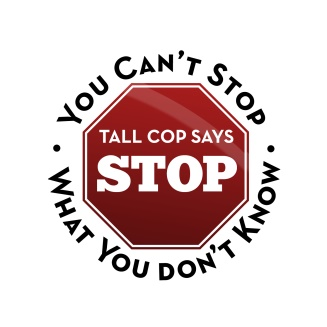 You Can't Stop
TALL COP SAYS
STOP
What You don't Know